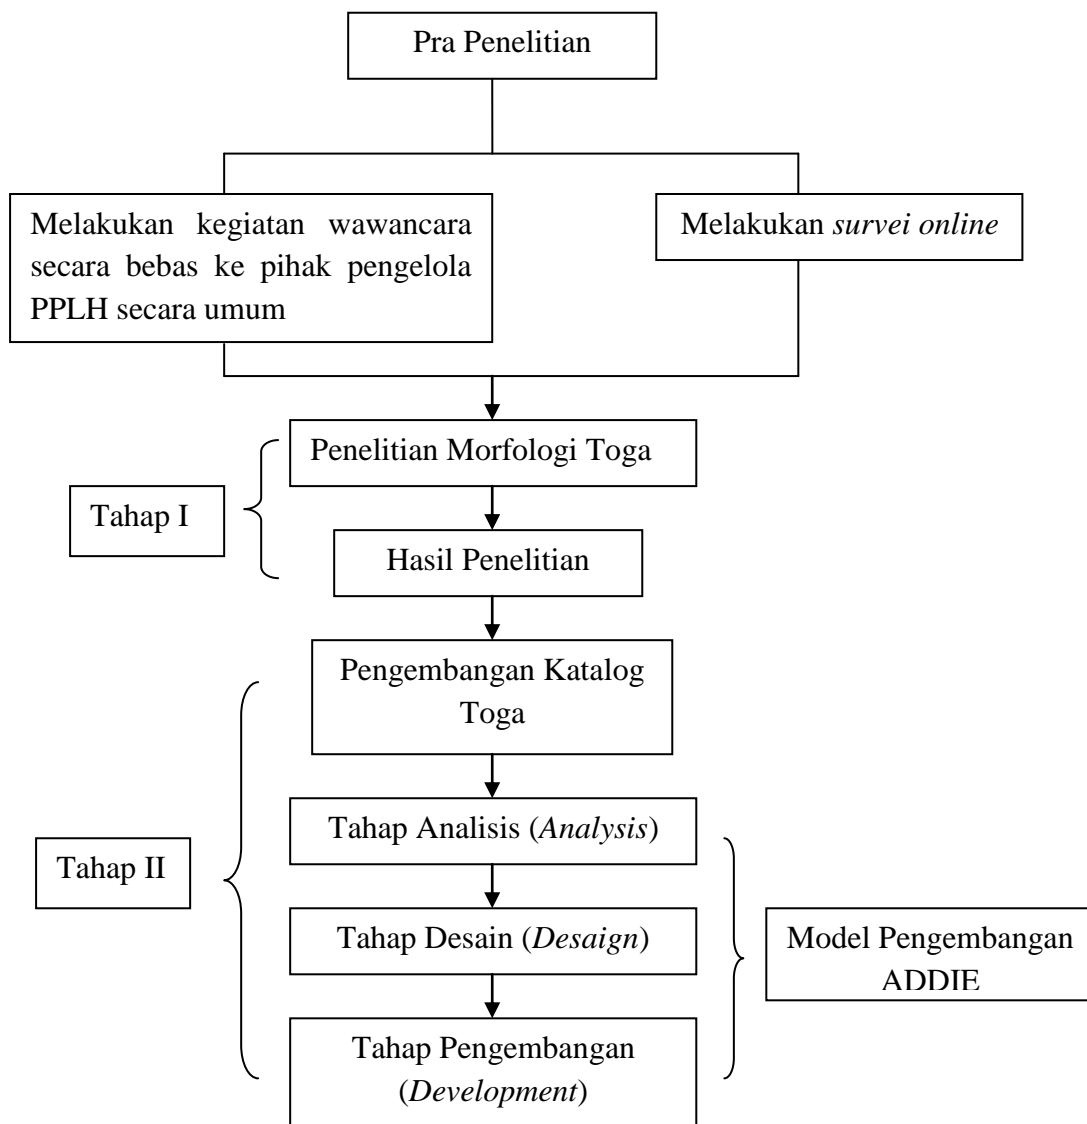 Pra Penelitian
Melakukan kegiatan wawancara
secara bebas ke pihak pengelola
PPLH secara umum
Melakukan survei online
Penelitian Morfologi Toga
Tahap I
Hasil Penelitian
Pengembangan Katalog
Toga
Tahap Analisis (Analysis)
Tahap II
Tahap Desain (Desaign)
Model Pengembangan
ADDIE
Tahap Pengembangan
(Development)